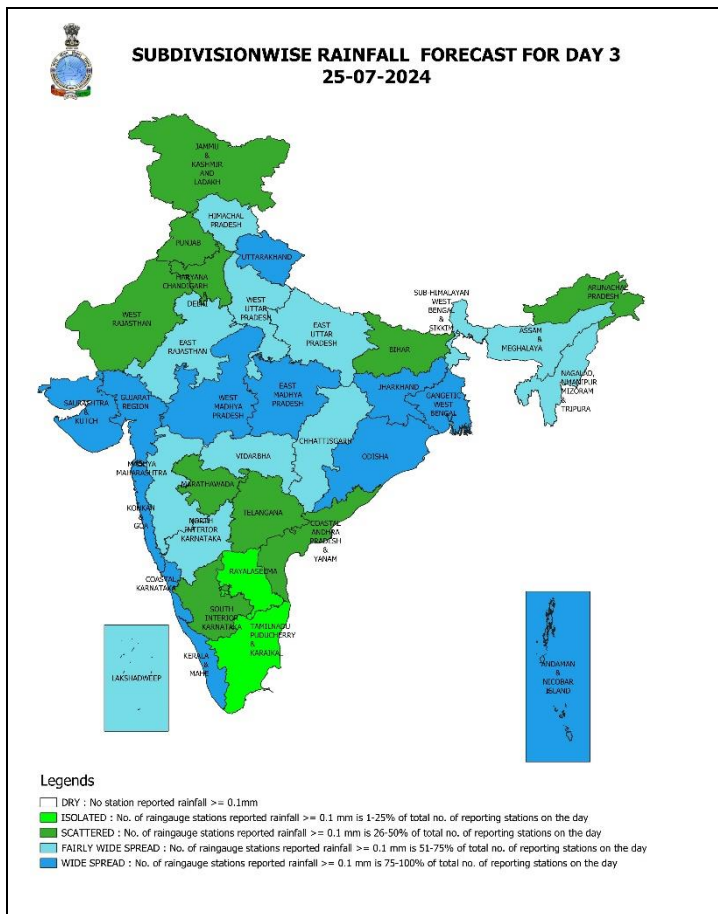 SUBDIVISIONWISE RAINFALL FORECAST FOR DAY 3
25-07-2024
JAMMU
&
KASHMIR
AND
LADAKH
HIMACHAL
PRADESH
PUNJAB
UTTARAKHAND
HARYANA
CHANDIGARH
&
DELHI
WEST
UTTAR
PRADESH
WEST
RAJASTHAN
EAST
RAJASTHAN
EAST
UTTAR
PRADESH
BIHAR
SUB-HIMALAYAN
WEST
BENGAL
&
SIKKIM
ARUNACHAL
PRADESH
ASSAM
&
MEGHALAYA
NAGALAD,
MANIPUR
MIZORAM
&
TRIPURA
SAURASHTRA
&
KUTCH
GUJARAT
REGION
WEST
MADHYA
PRADESH
EAST
MADHYA
PRADESH
JHARKHAND
GANGETIC
WEST
BENGAL
CHHATTISGARH
ODISHA
VIDARBHA
MADHYA
MAHARASHTRA
MARATHAWADA
KONKAN
&
GOA
TELANGANA
NORTH
INTERIOR
KARNATAKA
COASTAL
ANDHRA
PRADESH
&
YANAM
RAYALASEEMA
COASTAL
KARNATAKA
SOUTH
INTERIOR
KARNATAKA
TAMILNADU
PUDUCHERRY
&
KARAIKAL
KERALA
&
MAHE
LAKSHADWEEP
ANDAMAN
&
NICOBAR
ISLAND
Legends
DRY : No station reported rainfall >= 0.1mm
ISOLATED : No. of raingauge stations reported rainfall >= 0.1 mm is 1-25% of total no. of reporting stations on the day
SCATTERED : No. of raingauge stations reported rainfall >= 0.1 mm is 26-50% of total no. of reporting stations on the day
FAIRLY WIDE SPREAD : No. of raingauge stations reported rainfall >= 0.1 mm is 51-75% of total no. of reporting stations on the day
WIDE SPREAD : No. of raingauge stations reported rainfall >= 0.1 mm is 75-100% of total no. of reporting stations on the day